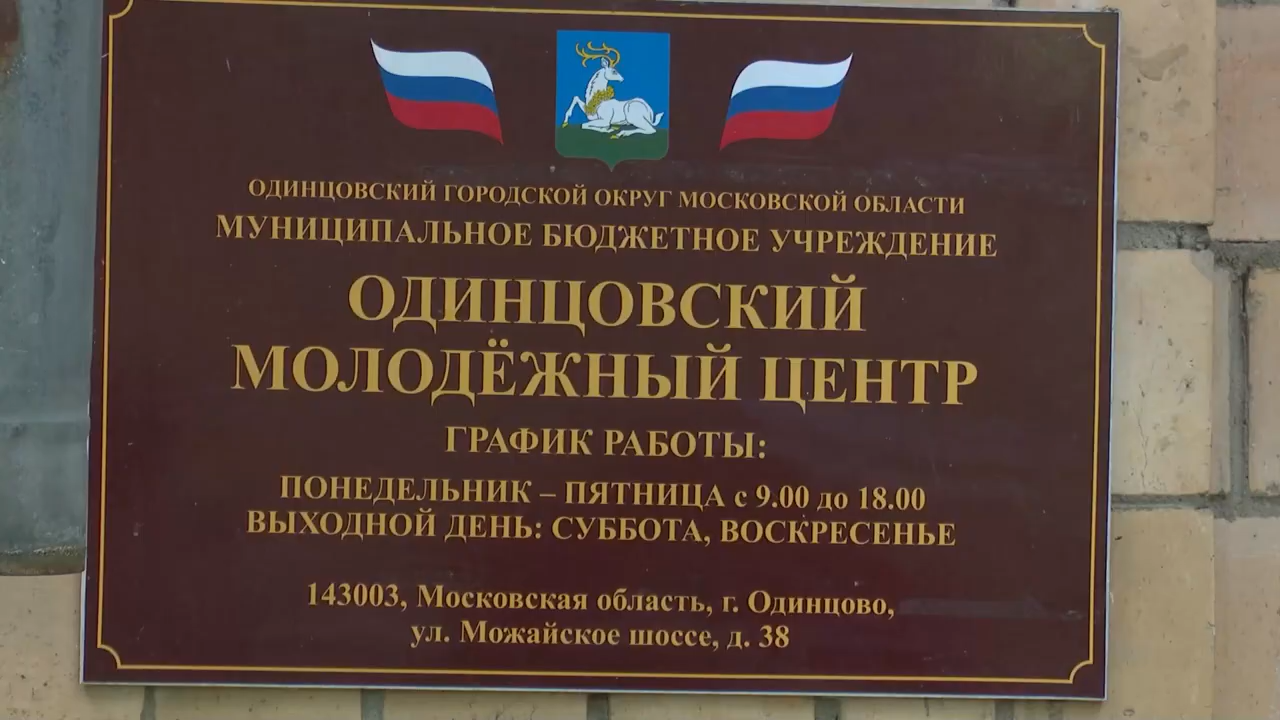 ОДИНЦОВСКИЙ ГОРОДСКОЙ ОКРУГ МОСКОВСКОЙ ОБЛАСТИ
МУНИЦИПАЛЬНОЕ БЮДЖЕТНОЕ УЧРЕЖДЕНИЕ
ОДИНЦОВСКИЙ
МОЛОДЁЖНЫЙ ЦЕНТР
ГРАФИК РАБОТЫ:
ПОНЕДЕЛЬНИК – ПЯТНИЦА с 9.00 до 18.00
ВЫХОДНОЙ ДЕНЬ: СУББОТА, ВОСКРЕСЕНЬЕ
143003, Московская область, г. Одинцово,
ул. Можайское шоссе, д. 38